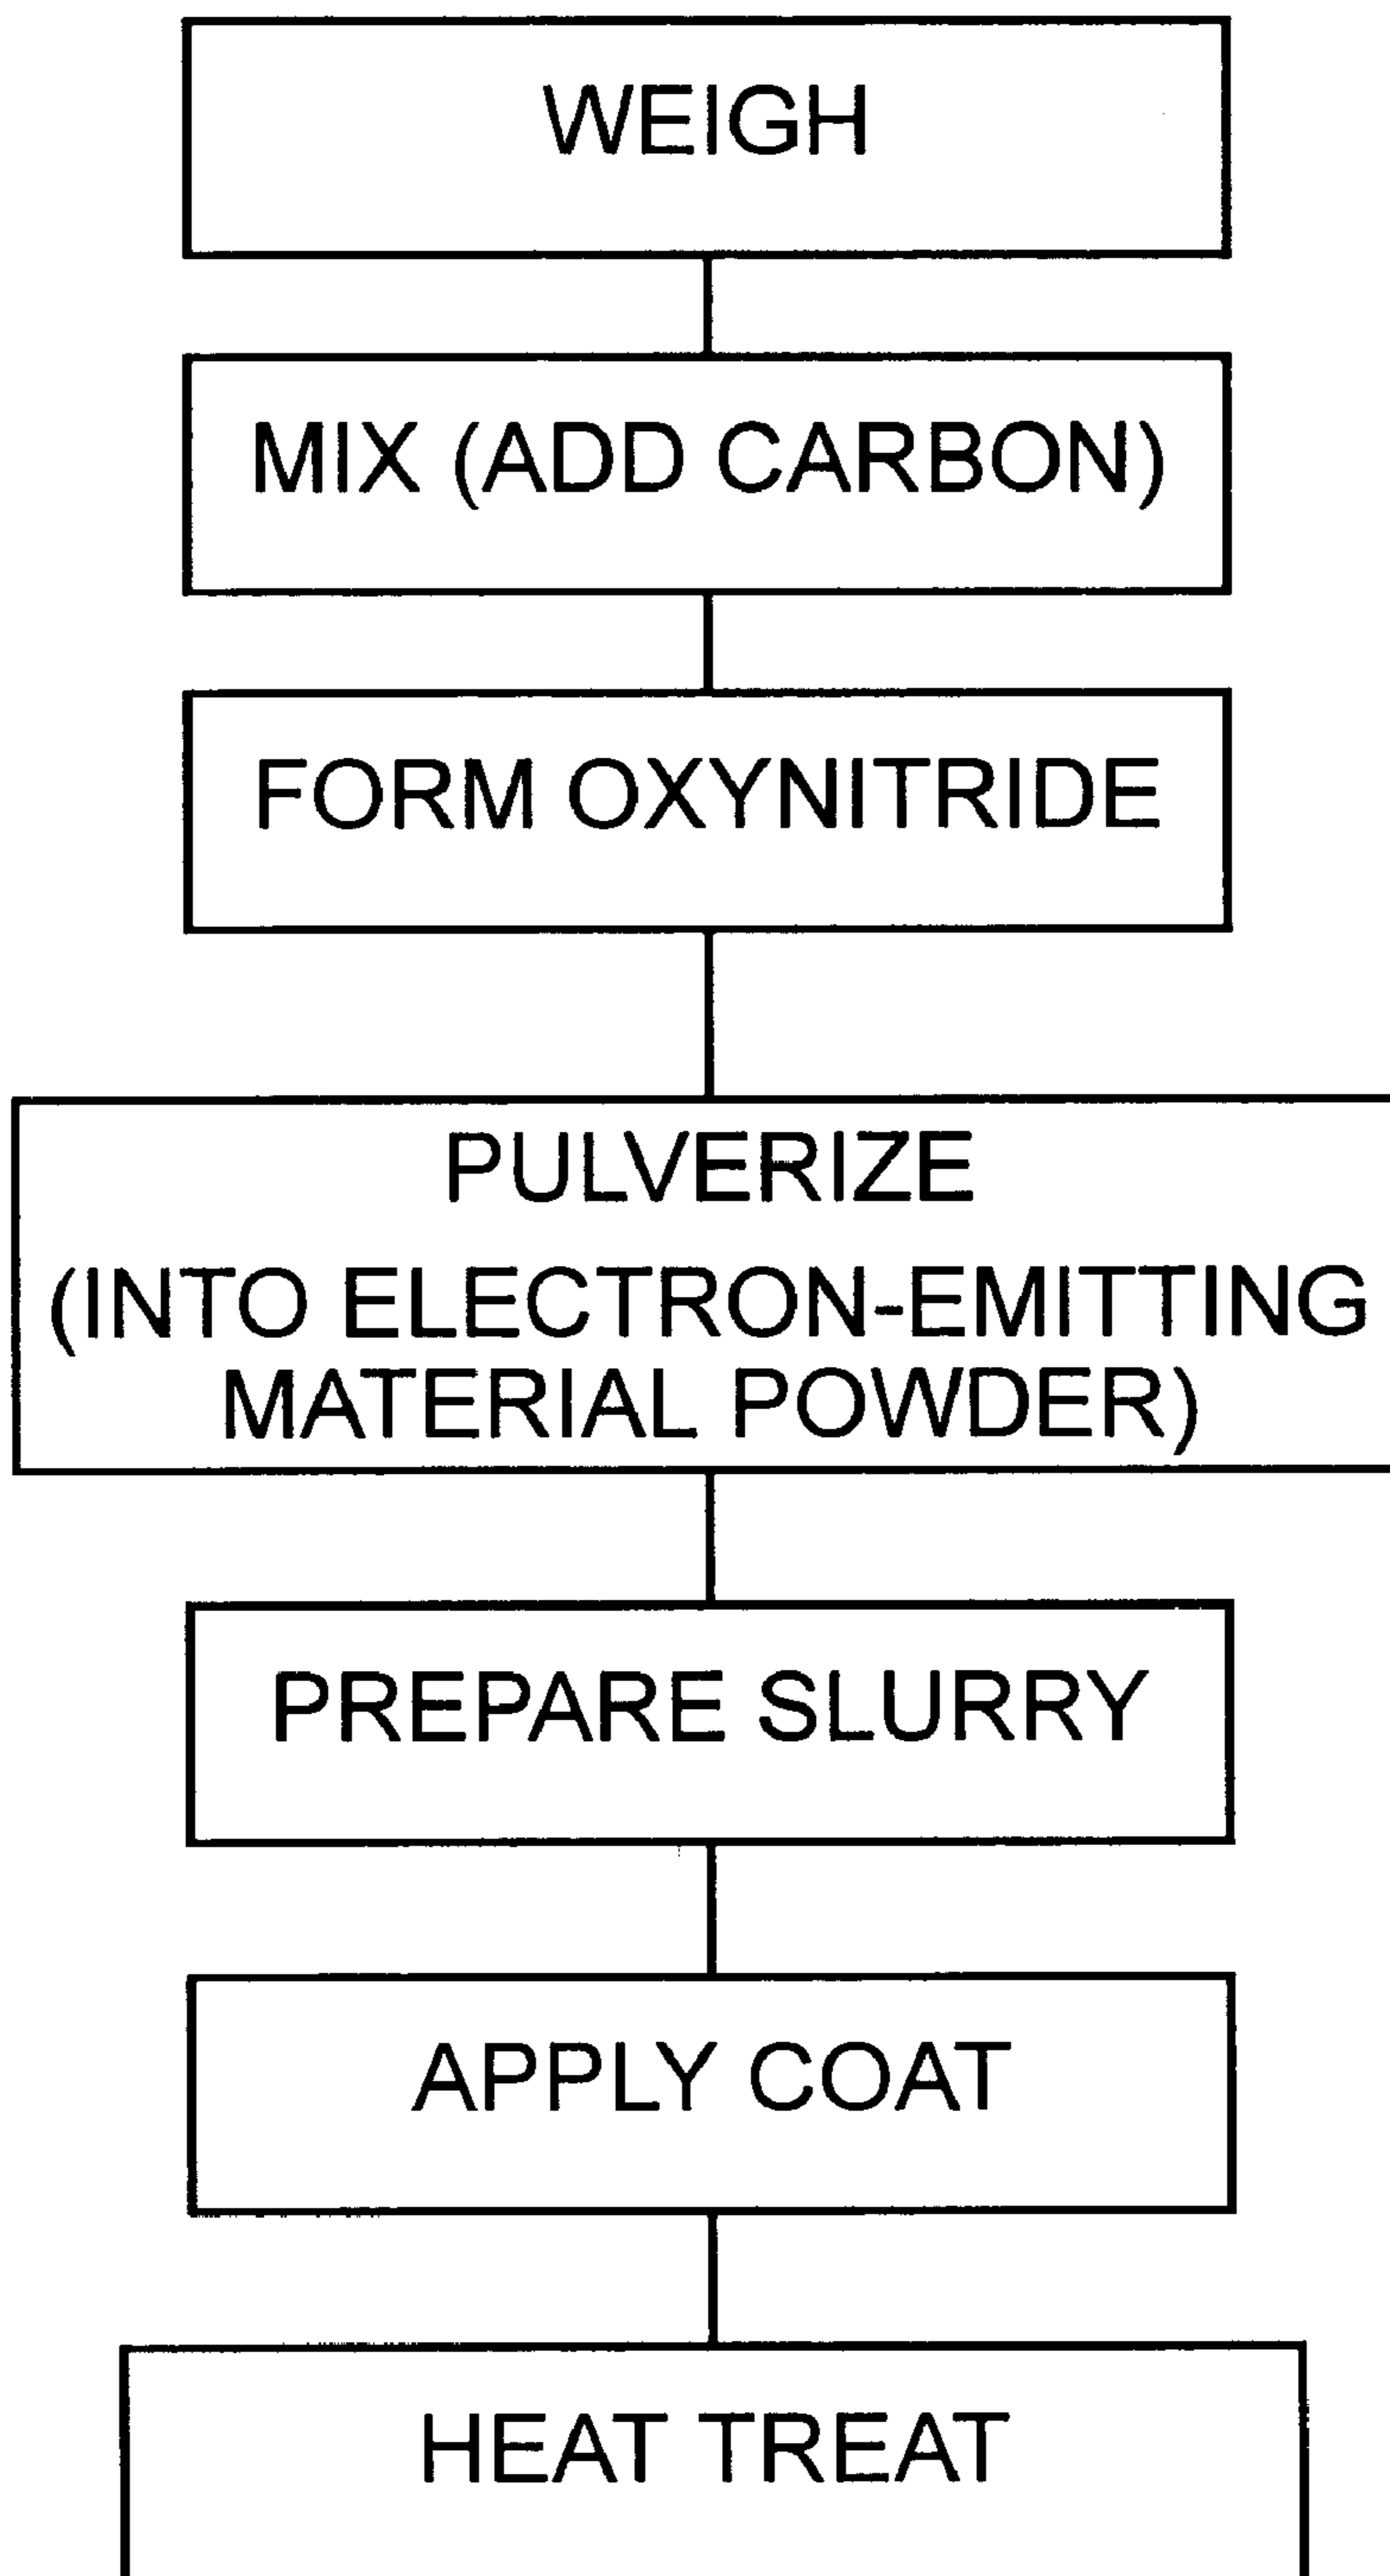 WEIGH
MIX (ADD CARBON)
FORM OXYNITRIDE
PULVERIZE
(INTO ELECTRON-EMITTING
MATERIAL POWDER)
PREPARE SLURRY
APPLY COAT
HEAT TREAT